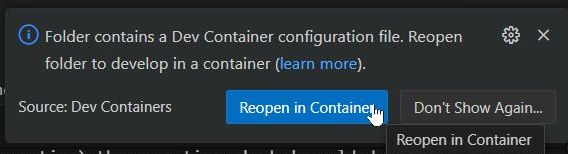 Folder contains a Dev Container configuration file. Reopen
folder to develop in a container (learn more).
Source: Dev Containers
Reopen in Container
Don't Show Again...
Reopen in Container